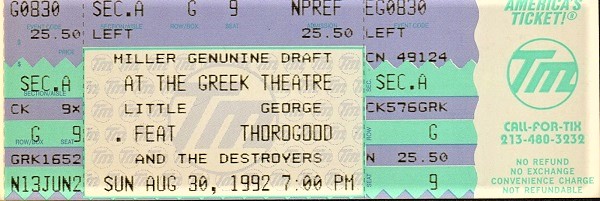 G0830 SEC.A G 9 NPREF EG0830
25.50 LEFT 25.50 LEFT
CN 49124
MILLER GENUNINE DRAFT
SEC.A AT THE GREEK THEATRE SEC.A
CK 9X LITTLE GEORGE CK576GRK
G 9 . FEAT THOROGOOD G
GRK1652 AND THE DESTROYERS N 25.50
N13JUN2 SUN AUG 30, 1992 7:00 PM 9
AMERICA'S
TICKET!®
TM
CALL-FOR-TIX
213-480-3232
NO REFUND
NO EXCHANGE
CONVENIENCE CHARGE
NOT REFUNDABLE